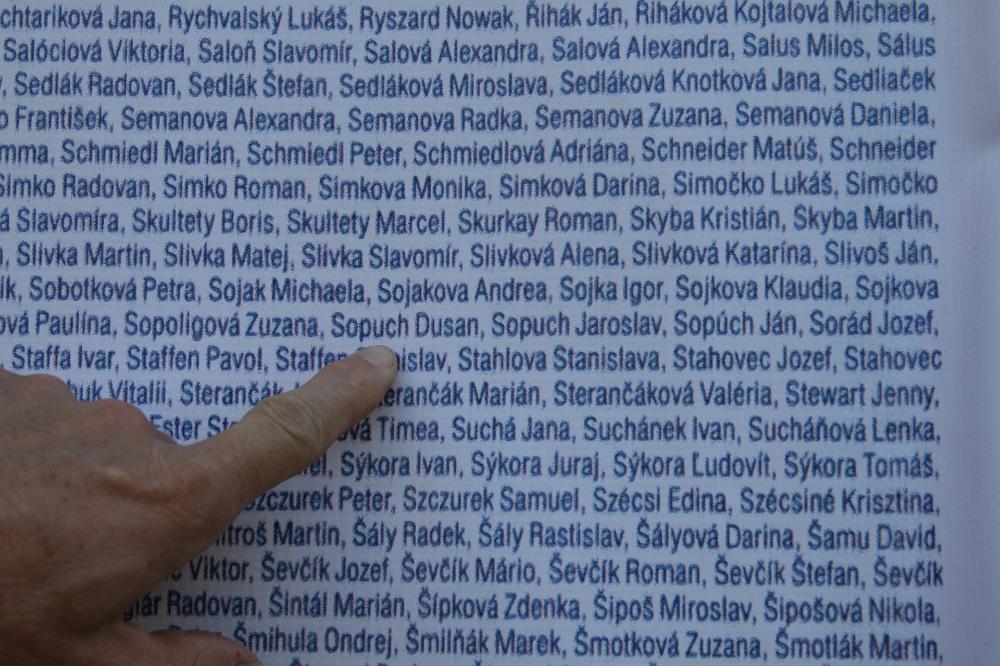 Jana, Rychvalský Lukáš, Ryszard Nowak, Řihák Ján, Riháková Kojtalová Michaela,
Salóciová Viktoria, Saloň Slavomír, Salová Alexandra, Salová Alexandra, Salus Milos, Sálus
Sedlák Radovan, Sedlák Štefan, Sedláková Miroslava, Sedláková Knotková Jana, Sedliaček
František, Semanova Alexandra, Semanova Radka, Semanova Zuzana, Semanová Daniela,
Schmiedl Marián, Schmiedl Peter, Schmiedlová Adriána, Schneider Matúš, Schneider
Simko Radovan, Simko Roman, Simkova Monika, Simková Darina, Simočko Lukáš, Simočko
Slavomíra, Skultety Boris, Skultety Marcel, Skurkay Roman, Skyba Kristián, Skyba Martin,
Slivka Martin, Slivka Matej, Slivka Slavomír, Slivková Alena, Slivková Katarína, Slivoš Ján,
Sobotková Petra, Sojak Michaela, Sojakova Andrea, Sojka Igor, Sojkova Klaudia, Sojkova
Paulína, Sopoligová Zuzana, Sopuch Dusan, Sopuch Jaroslav, Sopúch Ján, Sorád Jozef,
Staffa Ivar, Staffen Pavol, Staffen Stahlova Stanislava, Stahovec Jozef, Stahovec
Vitalii, Sterančák Marián, Sterančáková Valéria, Stewart Jenny,
Ester Timea, Suchá Jana, Suchánek Ivan, Sucháňová Lenka,
Sýkora Ivan, Sýkora Juraj, Sýkora Ľudovít, Sýkora Tomáš,
Szczurek Peter, Szczurek Samuel, Szécsi Edina, Szécsiné Krisztina,
Martin, Šály Radek, Šály Rastislav, Šályová Darina, Šamu David,
Viktor, Ševčík Jozef, Ševčík Mário, Ševčík Roman, Ševčík Štefan, Ševčík
Radovan, Šintál Marián, Šípková Zdenka, Šipoš Miroslav, Šipošová Nikola,
Šmihula Ondrej, Šmilňák Marek, Šmotková Zuzana, Šmotlák Martin,